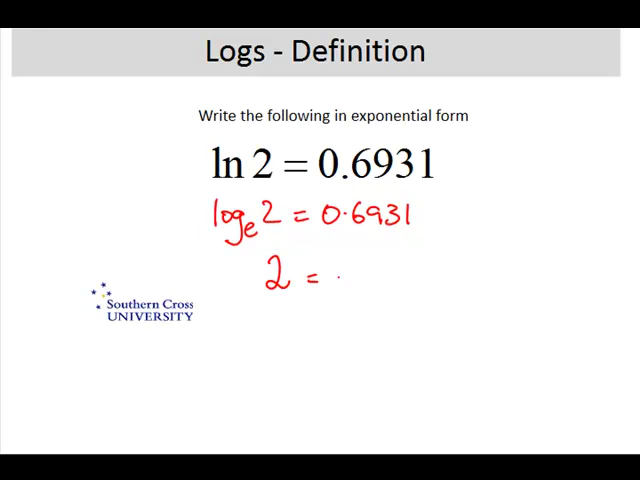 Logs - Definition
Write the following in exponential form
ln 2 = 0.6931
logₑ 2 = 0.6931
2 =
Southern Cross
UNIVERSITY